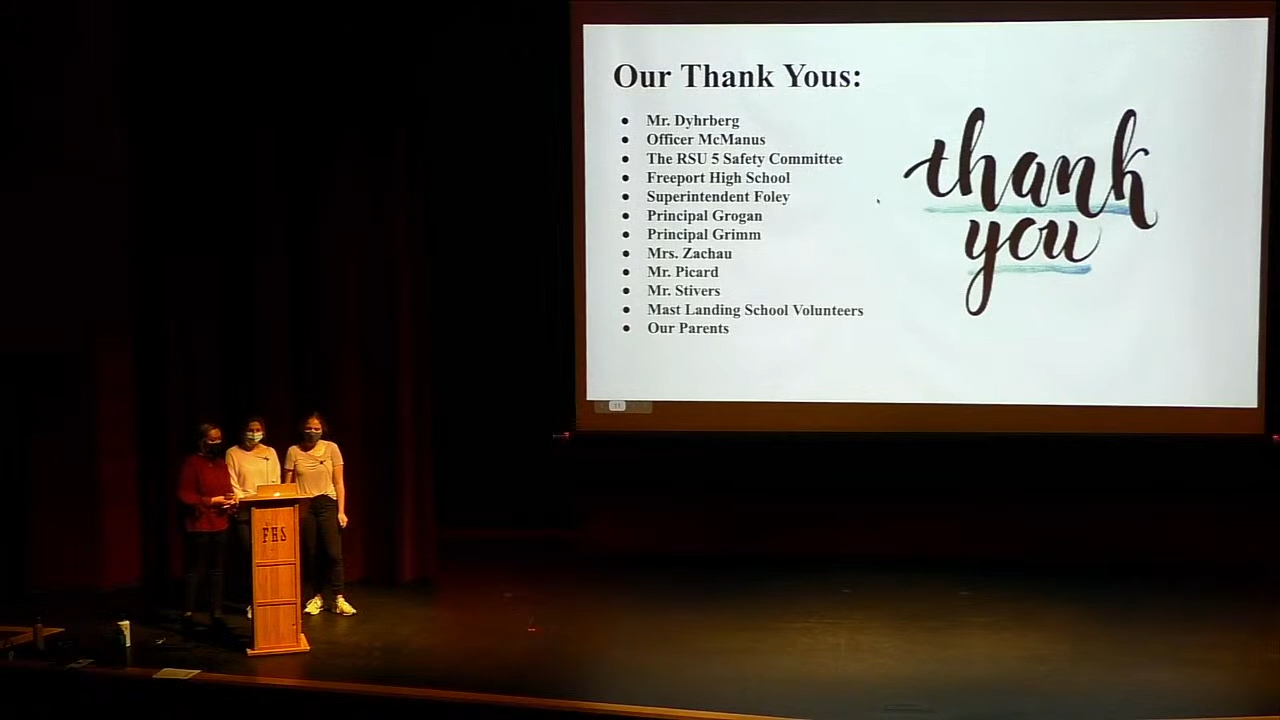 Our Thank Yous:
● Mr. Dyhrberg
● Officer McManus
● The RSU 5 Safety Committee
● Freeport High School
● Superintendent Foley
● Principal Grogan
● Principal Grimm
● Mrs. Zachau
● Mr. Picard
● Mr. Stivers
● Mast Landing School Volunteers
● Our Parents
thank
you
FHS